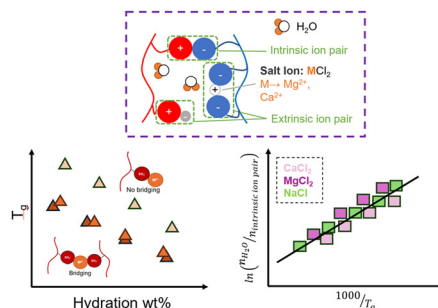 H₂O
+
-
Intrinsic ion pair
Salt Ion: MCl₂
M→ Mg²⁺,
Ca²⁺
-
+
-
+
-
Extrinsic ion pair
No bridging
Bridging
Tg
Hydration wt%
CaCl₂
MgCl₂
NaCl
ln(nH₂O/nintrinsic ion pair)
1000/Tg